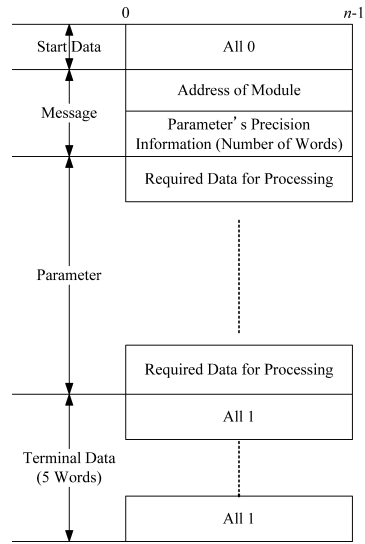 0 n-1
Start Data All 0
Address of Module
Message
Parameter's Precision
Information (Number of Words)
Required Data for Processing
Parameter
Required Data for Processing
All 1
Terminal Data
(5 Words)
All 1